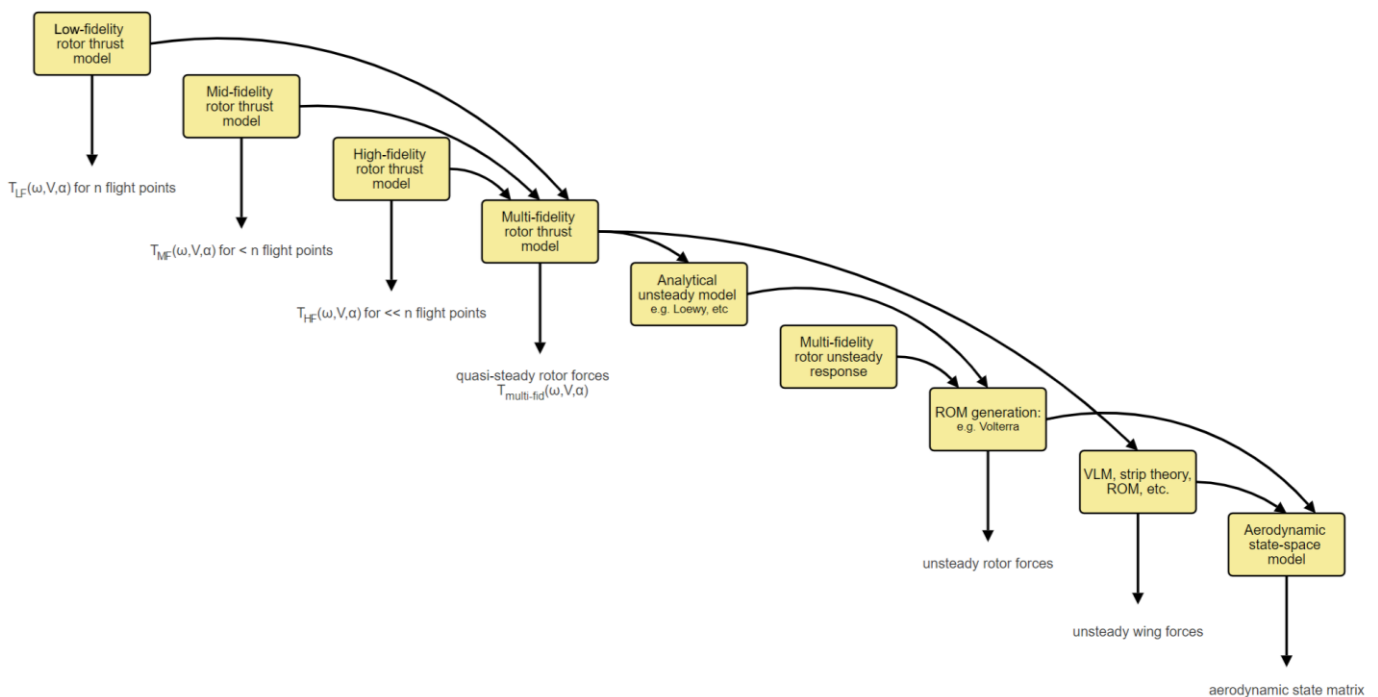 Low-fidelity
rotor thrust
model
Mid-fidelity
rotor thrust
model
High-fidelity
rotor thrust
model
T_LF(ω,V,α) for n flight points
Multi-fidelity
rotor thrust
model
T_MF(ω,V,α) for < n flight points
Analytical
unsteady model
e.g. Loewy, etc
T_HF(ω,V,α) for << n flight points
Multi-fidelity
rotor unsteady
response
quasi-steady rotor forces
T_multi-fid(ω,V,α)
ROM generation:
e.g. Volterra
VLM, strip theory,
ROM, etc.
Aerodynamic
state-space
model
unsteady rotor forces
unsteady wing forces
aerodynamic state matrix